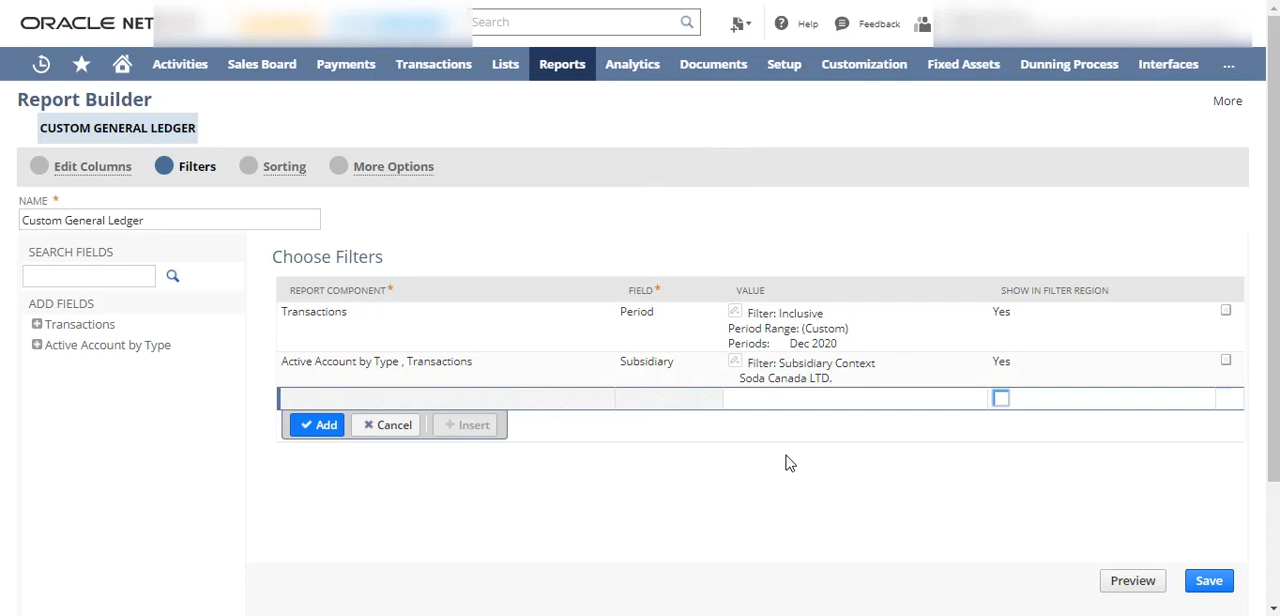 ORACLE NET
Search
Help
Feedback
Activities
Sales Board
Payments
Transactions
Lists
Reports
Analytics
Documents
Setup
Customization
Fixed Assets
Dunning Process
Interfaces
...
Report Builder
More
CUSTOM GENERAL LEDGER
Edit Columns
Filters
Sorting
More Options
NAME *
Custom General Ledger
SEARCH FIELDS
ADD FIELDS
Transactions
Active Account by Type
Choose Filters
REPORT COMPONENT* FIELD* VALUE SHOW IN FILTER REGION
Transactions Period Filter: Inclusive Yes
Period Range: (Custom)
Periods: Dec 2020
Active Account by Type , Transactions Subsidiary Filter: Subsidiary Context Yes
Soda Canada LTD.
Add
Cancel
Insert
Preview
Save